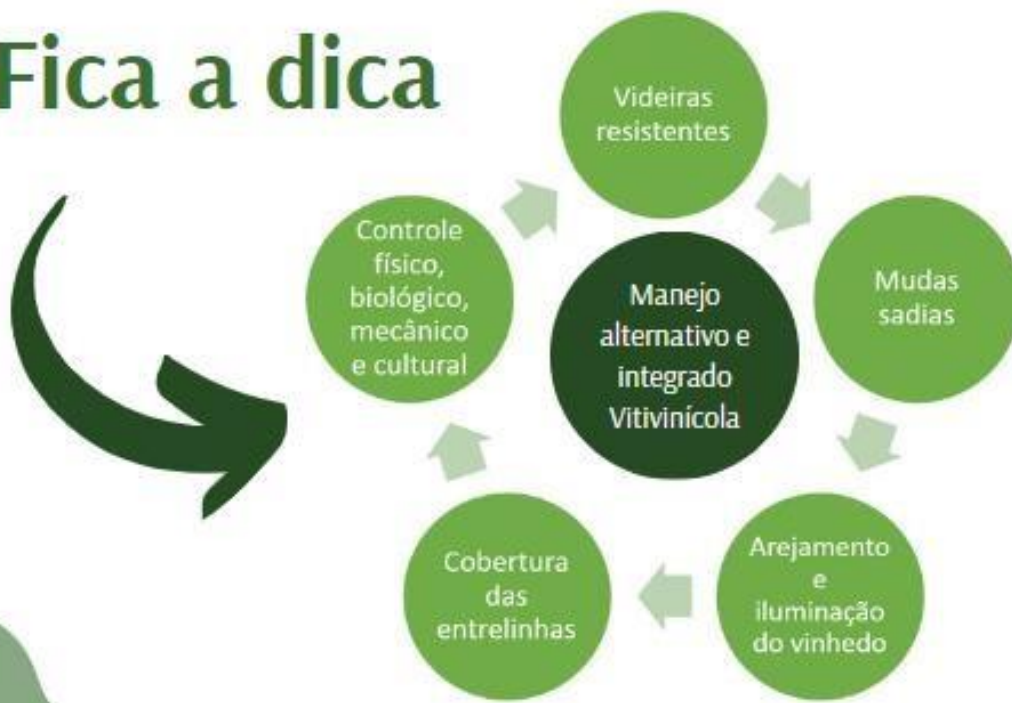 Fica a dica
Videiras
resistentes
Mudas
sadias
Arejamento
e
iluminação
do vinhedo
Cobertura
das
entrelinhas
Controle
físico,
biológico,
mecânico
e cultural
Manejo
alternativo e
integrado
Vitivinícola